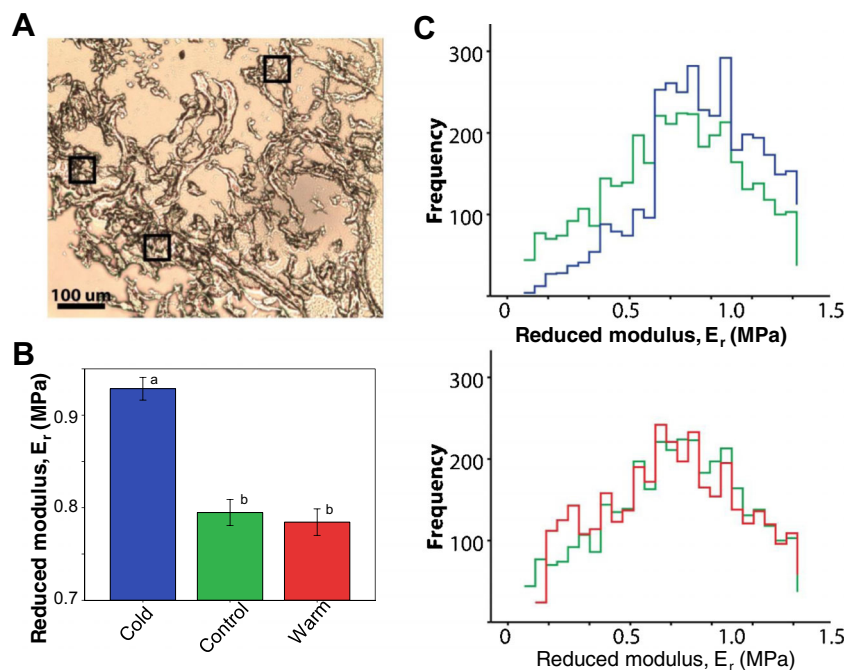 A
100 um
B
Reduced modulus, Er (MPa)
0.9
0.8
0.7
a
b
b
Cold
Control
Warm
C
Frequency
300
200
100
0
0.5
1.0
1.5
Reduced modulus, Er (MPa)
Frequency
300
200
100
0
0.5
1.0
1.5
Reduced modulus, Er (MPa)